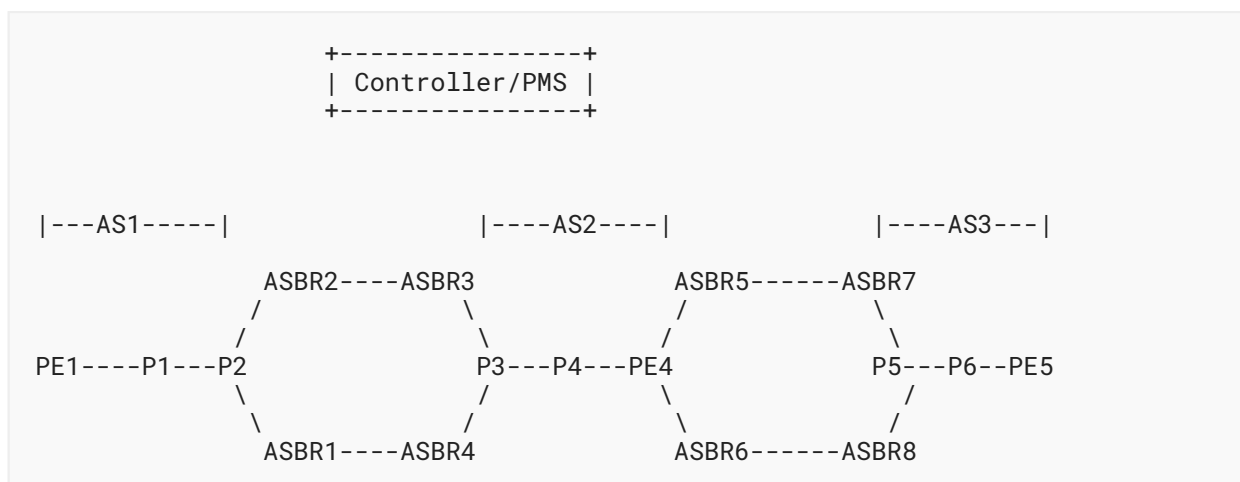 +----------------+
| Controller/PMS |
+----------------+
|---AS1-----|                 |----AS2----|              |----AS3---|
ASBR2----ASBR3             ASBR5------ASBR7
/             \            /            \
/               \          /              \
PE1----P1---P2               P3---P4---PE4             P5---P6--PE5
\               /          \              /
\             /            \            /
ASBR1----ASBR4             ASBR6------ASBR8